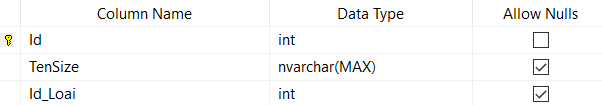 Column Name Data Type Allow Nulls
Id int
TenSize nvarchar(MAX)
Id_Loai int